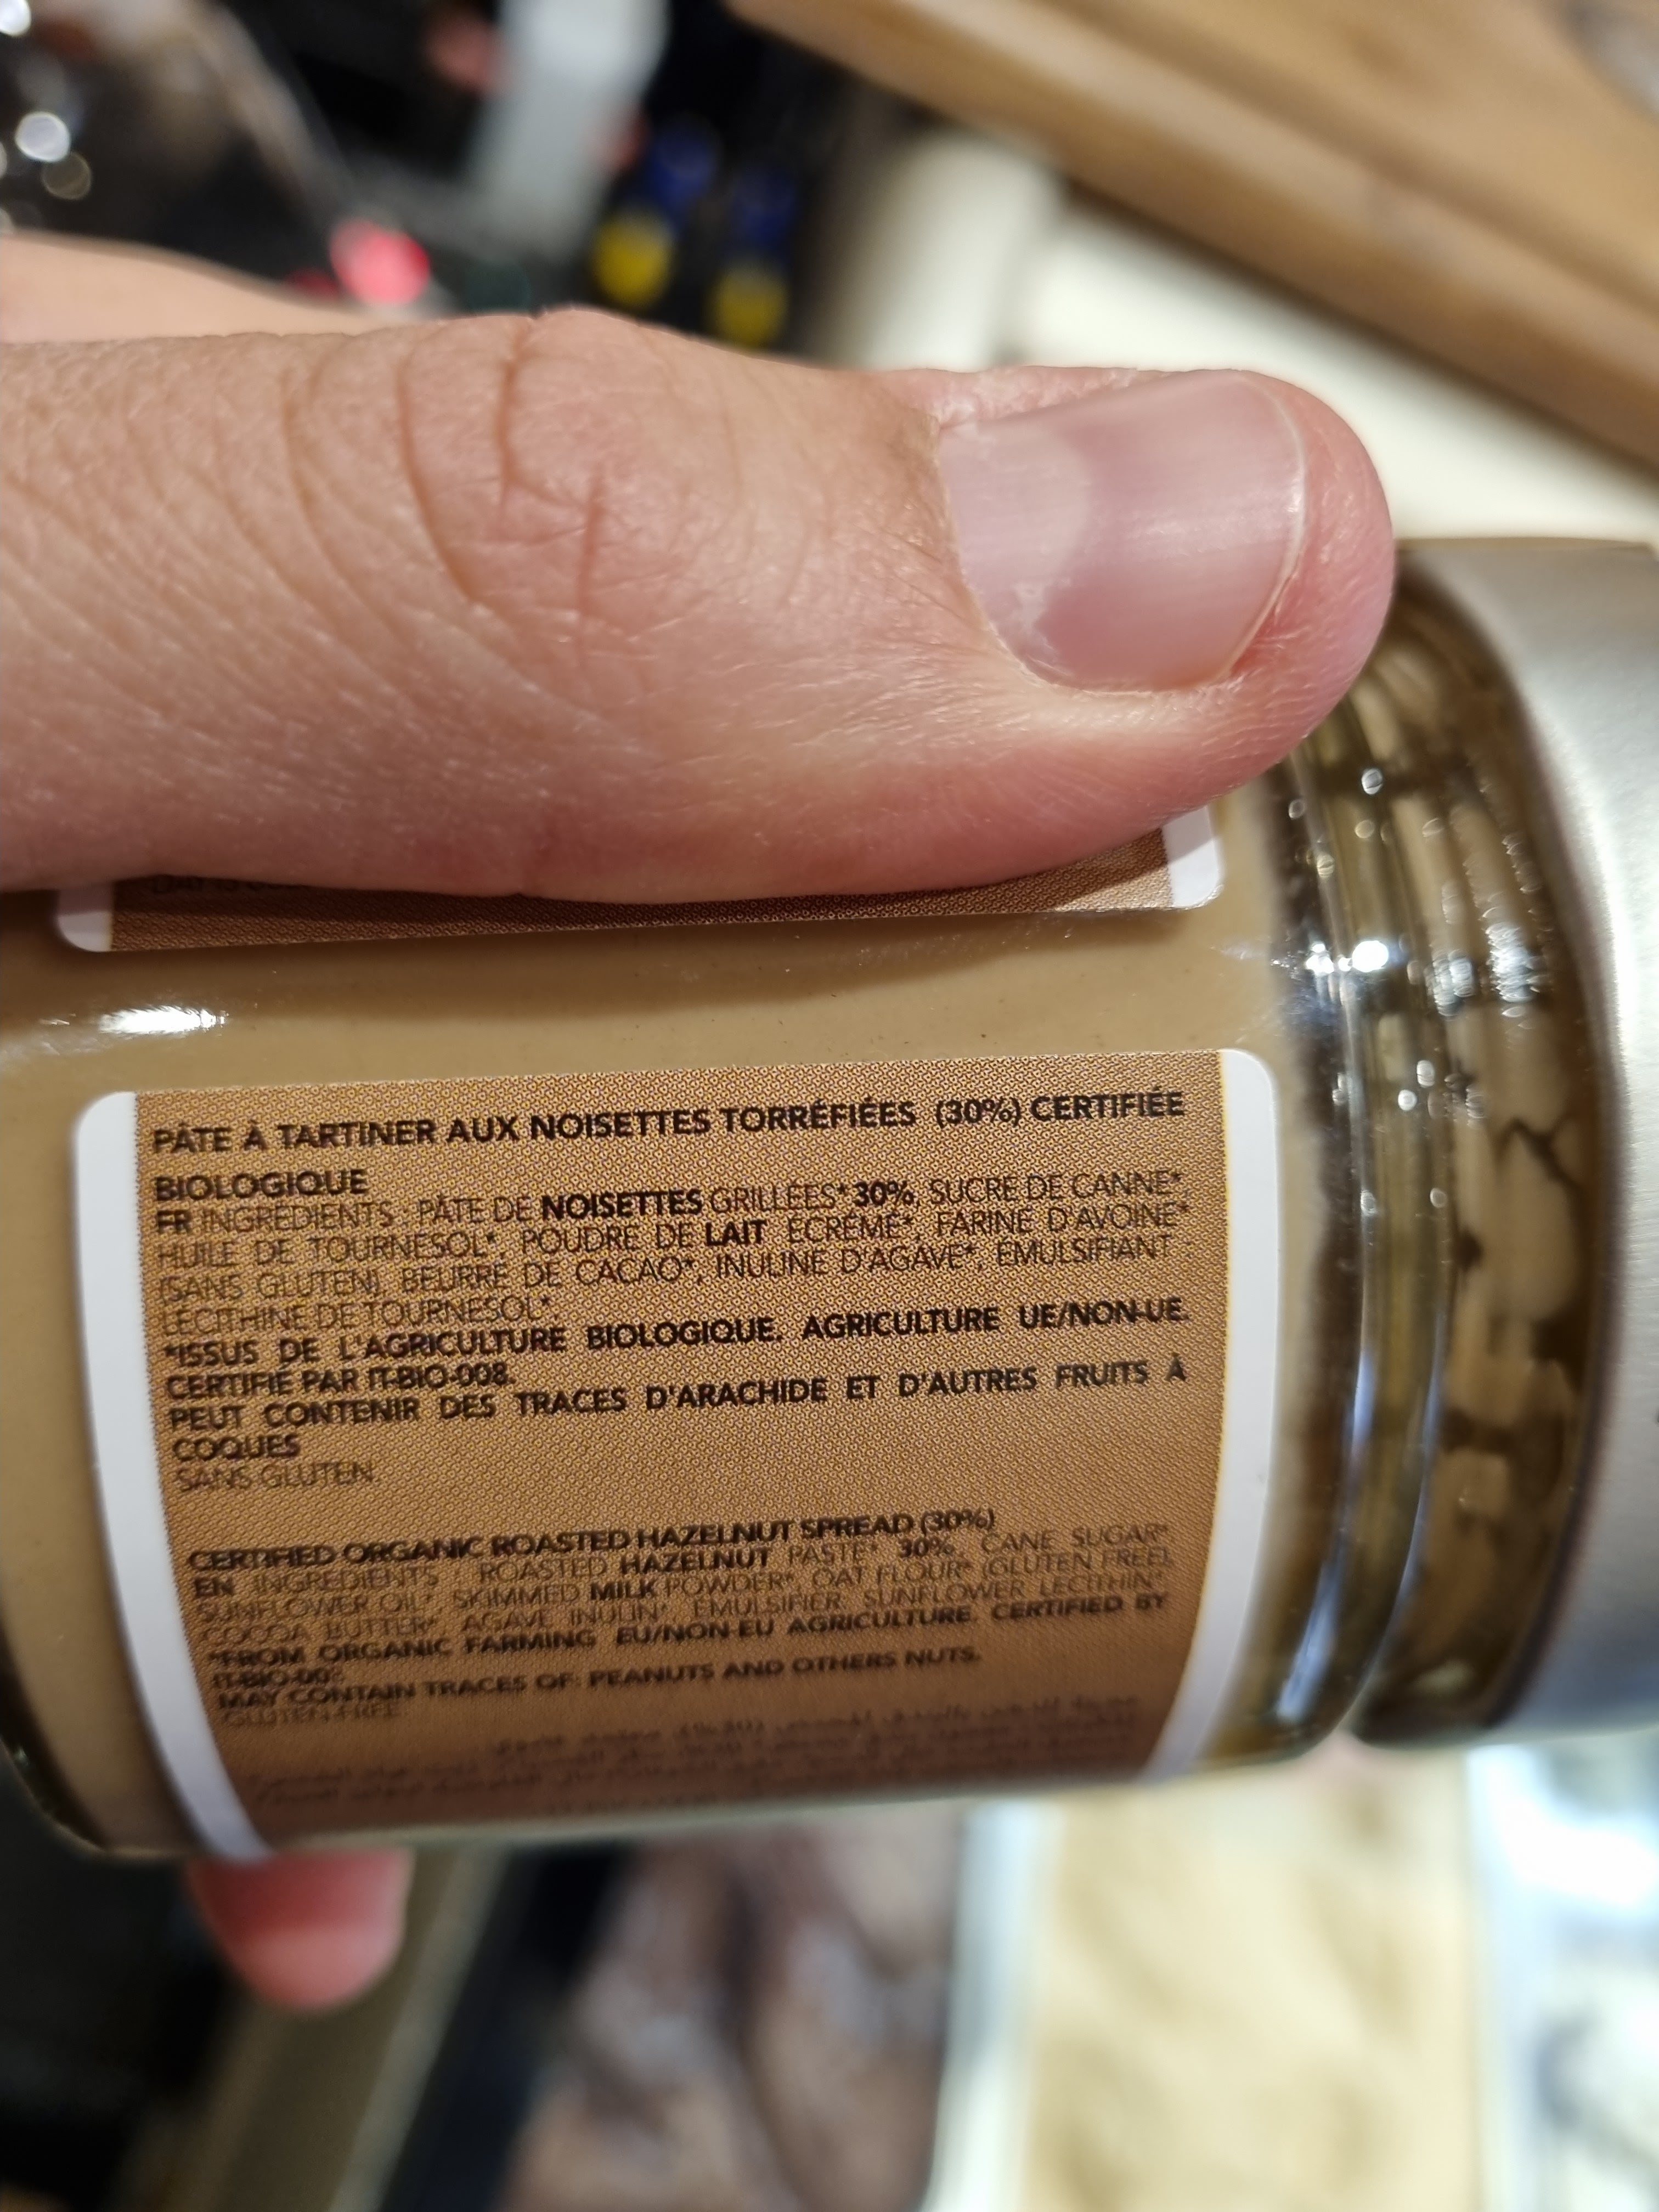 PÂTE À TARTINER AUX NOISETTES TORRÉFIÉES (30%) CERTIFIÉE
BIOLOGIQUE
FR INGRÉDIENTS : PÂTE DE NOISETTES GRILLÉES* 30%, SUCRE DE CANNE*
HUILE DE TOURNESOL*, POUDRE DE LAIT ÉCRÉMÉ*, FARINE D'AVOINE*
(SANS GLUTEN), BEURRE DE CACAO*, INULINE D'AGAVE*, ÉMULSIFIANT :
LÉCITHINE DE TOURNESOL*.
*ISSUS DE L'AGRICULTURE BIOLOGIQUE. AGRICULTURE UE/NON-UE.
CERTIFIÉ PAR IT-BIO-008.
PEUT CONTENIR DES TRACES D'ARACHIDE ET D'AUTRES FRUITS À
COQUES
SANS GLUTEN.
CERTIFIED ORGANIC ROASTED HAZELNUT SPREAD (30%)
EN INGREDIENTS : ROASTED HAZELNUT PASTE* 30%, CANE SUGAR*
SUNFLOWER OIL*, SKIMMED MILK POWDER*, OAT FLOUR* (GLUTEN FREE),
COCOA BUTTER*, AGAVE INULIN*, EMULSIFIER: SUNFLOWER LECITHIN*
*FROM ORGANIC FARMING EU/NON-EU AGRICULTURE. CERTIFIED BY
IT-BIO-008
MAY CONTAIN TRACES OF: PEANUTS AND OTHERS NUTS.
GLUTEN-FREE.